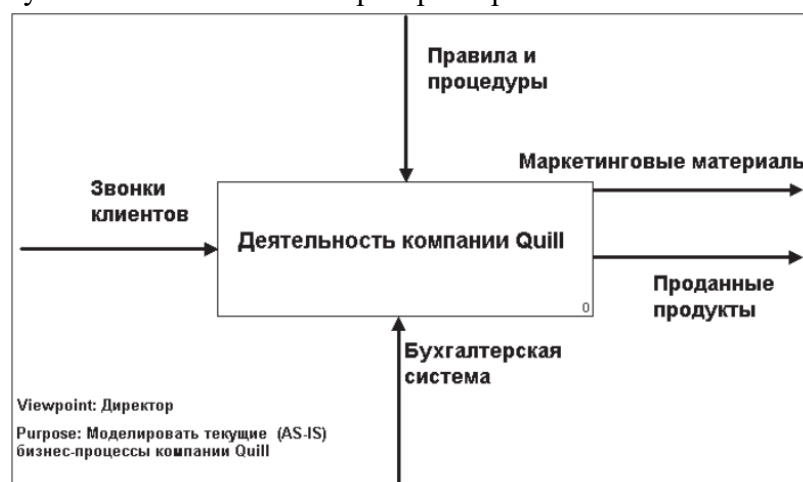 Правила и
процедуры
Маркетинговые материалы
Звонки
клиентов
Деятельность компании Quill
Проданные
продукты
0
Бухгалтерская
система
Viewpoint: Директор
Purpose: Моделировать текущие (AS-IS)
бизнес-процессы компании Quill